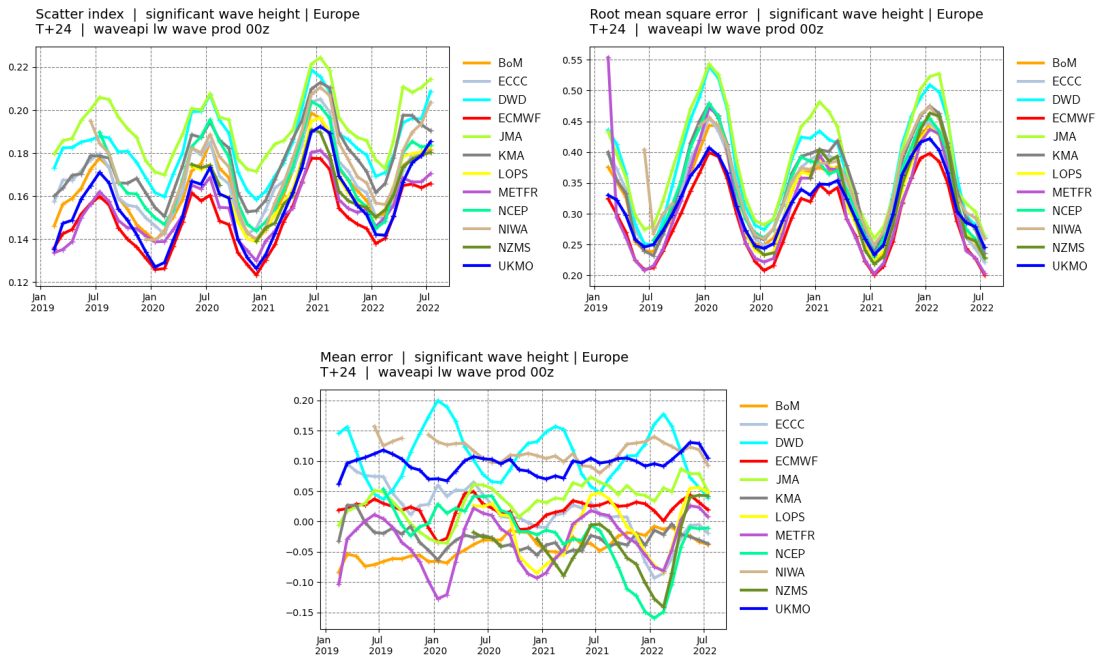 Scatter index | significant wave height | Europe
T+24 | waveapi lw wave prod 00z
0.22
0.20
0.18
0.16
0.14
0.12
Jan 2019
Jul 2019
Jan 2020
Jul 2020
Jan 2021
Jul 2021
Jan 2022
Jul 2022
BoM
ECCC
DWD
ECMWF
JMA
KMA
LOPS
METFR
NCEP
NIWA
NZMS
UKMO
Root mean square error | significant wave height | Europe
T+24 | waveapi lw wave prod 00z
0.55
0.50
0.45
0.40
0.35
0.30
0.25
0.20
Jan 2019
Jul 2019
Jan 2020
Jul 2020
Jan 2021
Jul 2021
Jan 2022
Jul 2022
BoM
ECCC
DWD
ECMWF
JMA
KMA
LOPS
METFR
NCEP
NIWA
NZMS
UKMO
Mean error | significant wave height | Europe
T+24 | waveapi lw wave prod 00z
0.20
0.15
0.10
0.05
0.00
−0.05
−0.10
−0.15
Jan 2019
Jul 2019
Jan 2020
Jul 2020
Jan 2021
Jul 2021
Jan 2022
Jul 2022
BoM
ECCC
DWD
ECMWF
JMA
KMA
LOPS
METFR
NCEP
NIWA
NZMS
UKMO